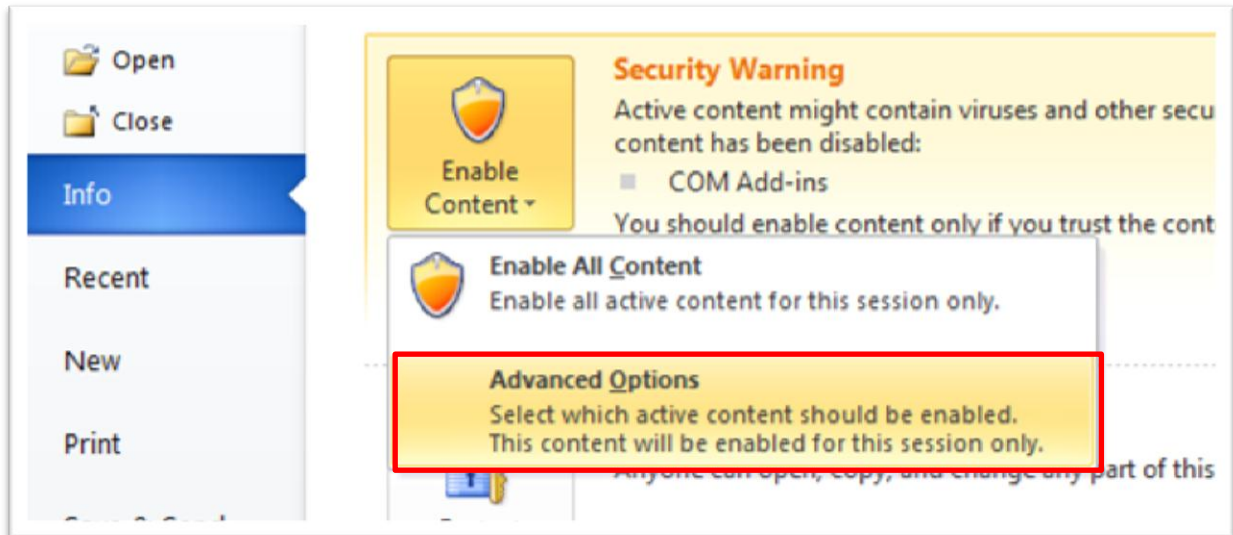 Open
Close
Info
Recent
New
Print
Enable
Content
Security Warning
Active content might contain viruses and other secu
content has been disabled:
COM Add-ins
You should enable content only if you trust the cont
Enable All Content
Enable all active content for this session only.
Advanced Options
Select which active content should be enabled.
This content will be enabled for this session only.
Anyone can open, copy, and change any part of this